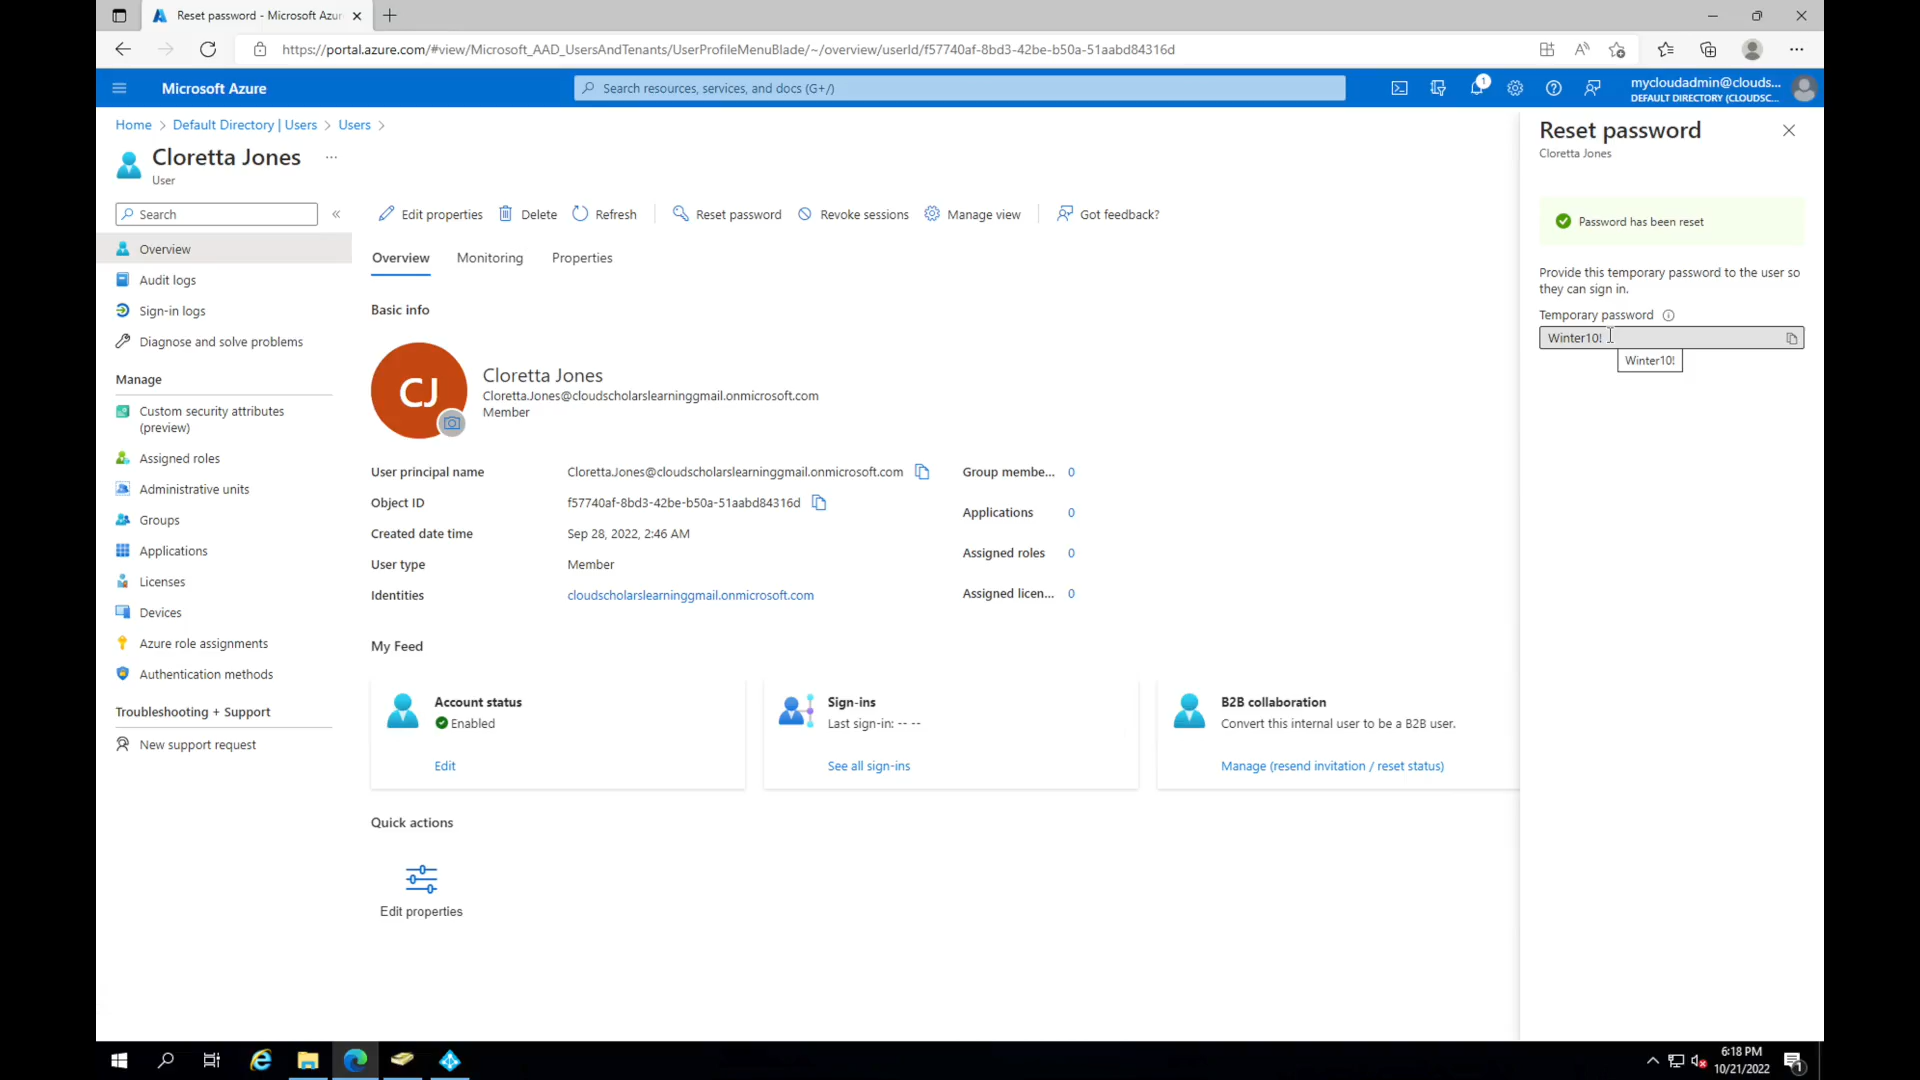 Reset password - Microsoft Azur
https://portal.azure.com/#view/Microsoft_AAD_UsersAndTenants/UserProfileMenuBlade/~/overview/userId/f57740af-8bd3-42be-b50a-51aabd84316d
Microsoft Azure
Search resources, services, and docs (G+/)
1
mycloudadmin@clouds...
DEFAULT DIRECTORY (CLOUDSC...
Home > Default Directory | Users > Users >
Cloretta Jones ...
User
Search «
Overview
Audit logs
Sign-in logs
Diagnose and solve problems
Manage
Custom security attributes
(preview)
Assigned roles
Administrative units
Groups
Applications
Licenses
Devices
Azure role assignments
Authentication methods
Troubleshooting + Support
New support request
Edit properties Delete Refresh Reset password Revoke sessions Manage view Got feedback?
Overview Monitoring Properties
Basic info
CJ
Cloretta Jones
Cloretta.Jones@cloudscholarslearninggmail.onmicrosoft.com
Member
User principal name Cloretta.Jones@cloudscholarslearninggmail.onmicrosoft.com
Object ID f57740af-8bd3-42be-b50a-51aabd84316d
Created date time Sep 28, 2022, 2:46 AM
User type Member
Identities cloudscholarslearninggmail.onmicrosoft.com
Group membe... 0
Applications 0
Assigned roles 0
Assigned licen... 0
My Feed
Account status
Enabled
Edit
Sign-ins
Last sign-in: -- --
See all sign-ins
B2B collaboration
Convert this internal user to be a B2B user.
Manage (resend invitation / reset status)
Quick actions
Edit properties
Reset password
Cloretta Jones
Password has been reset
Provide this temporary password to the user so
they can sign in.
Temporary password
Winter10!
Winter10!
6:18 PM
10/21/2022
1